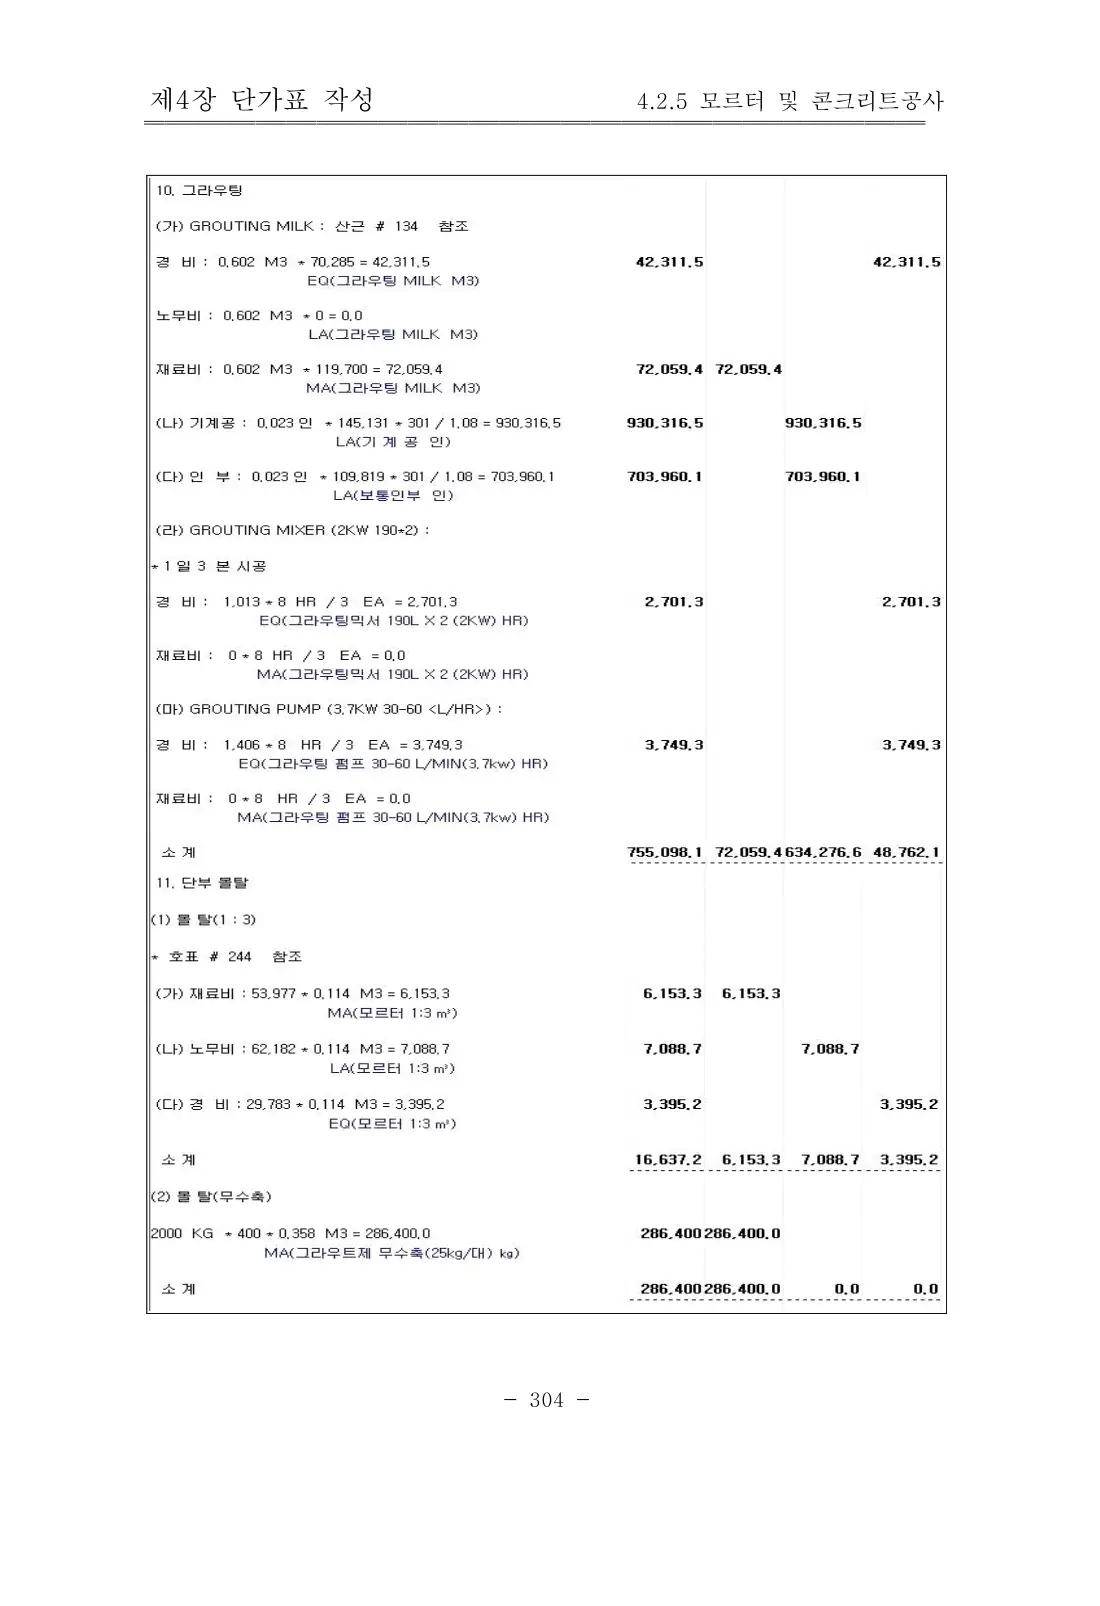 제4장 단가표 작성 4.2.5 모르터 및 콘크리트공사
10. 그라우팅
(가) GROUTING MILK : 산근 # 134 참조
경 비 : 0.602 M3 * 70,285 = 42,311.5 42,311.5 42,311.5
EQ(그라우팅 MILK M3)
노무비 : 0.602 M3 * 0 = 0.0
LA(그라우팅 MILK M3)
재료비 : 0.602 M3 * 119,700 = 72,059.4 72,059.4 72,059.4
MA(그라우팅 MILK M3)
(나) 기계공 : 0.023 인 * 145,131 * 301 / 1.08 = 930,316.5 930,316.5 930,316.5
LA(기 계 공 인)
(다) 인 부 : 0.023 인 * 109,819 * 301 / 1.08 = 703,960.1 703,960.1 703,960.1
LA(보통인부 인)
(라) GROUTING MIXER (2KW 190*2) :
* 1 일 3 본 시공
경 비 : 1,013 * 8 HR / 3 EA = 2,701.3 2,701.3 2,701.3
EQ(그라우팅믹서 190L X 2 (2KW) HR)
재료비 : 0 * 8 HR / 3 EA = 0.0
MA(그라우팅믹서 190L X 2 (2KW) HR)
(마) GROUTING PUMP (3.7KW 30-60 <L/HR>) :
경 비 : 1,406 * 8 HR / 3 EA = 3,749.3 3,749.3 3,749.3
EQ(그라우팅 펌프 30-60 L/MIN(3.7kw) HR)
재료비 : 0 * 8 HR / 3 EA = 0.0
MA(그라우팅 펌프 30-60 L/MIN(3.7kw) HR)
소 계 755,098.1 72,059.4 634,276.6 48,762.1
11. 단부 몰탈
(1) 몰 탈(1 : 3)
* 호표 # 244 참조
(가) 재료비 : 53,977 * 0.114 M3 = 6,153.3 6,153.3 6,153.3
MA(모르터 1:3 m³)
(나) 노무비 : 62,182 * 0.114 M3 = 7,088.7 7,088.7 7,088.7
LA(모르터 1:3 m³)
(다) 경 비 : 29,783 * 0.114 M3 = 3,395.2 3,395.2 3,395.2
EQ(모르터 1:3 m³)
소 계 16,637.2 6,153.3 7,088.7 3,395.2
(2) 몰 탈(무수축)
2000 KG * 400 * 0.358 M3 = 286,400.0 286,400 286,400.0
MA(그라우트제 무수축(25kg/대) kg)
소 계 286,400 286,400.0 0.0 0.0
- 304 -